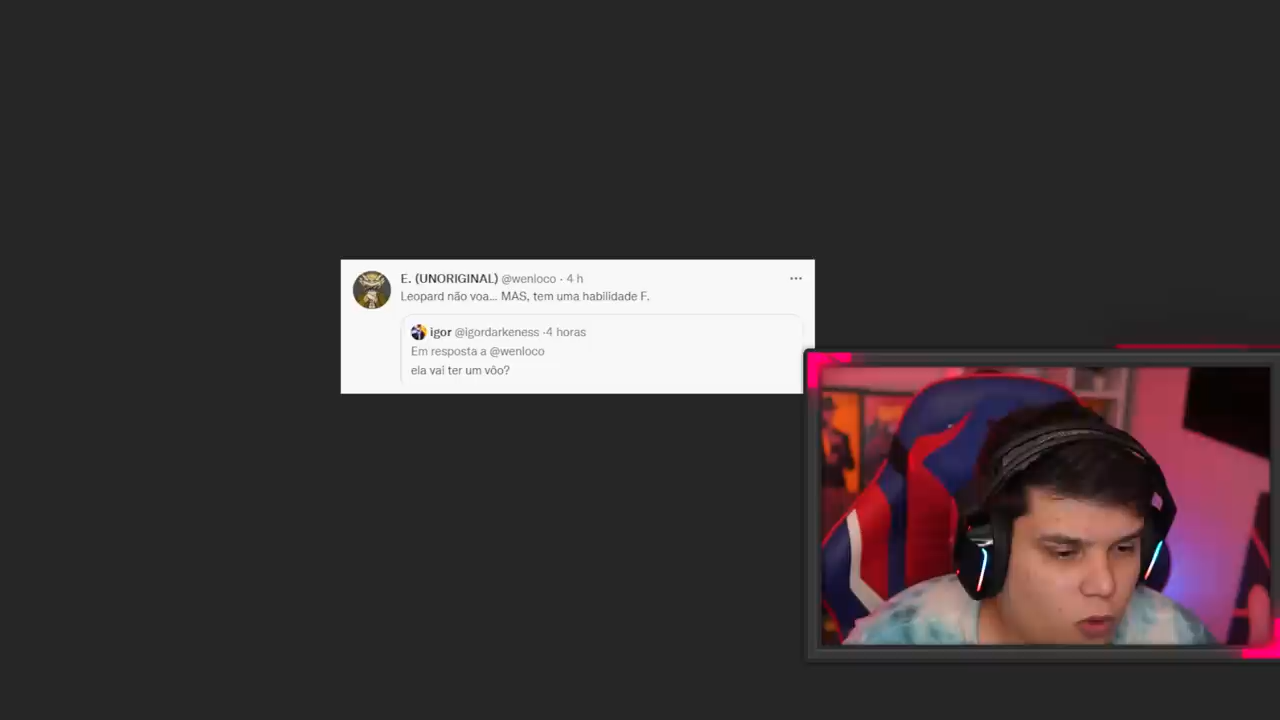 E. (UNORIGINAL) @wenloco · 4 h
Leopard não voa... MAS, tem uma habilidade F.
igor @igordarkeness ·4 horas
Em resposta a @wenloco
ela vai ter um vôo?